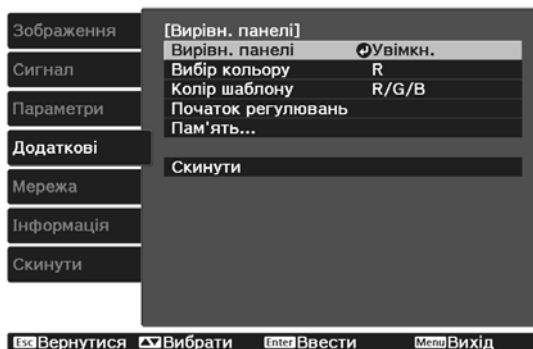 Зображення
Сигнал
Параметри
Додаткові
Мережа
Інформація
Скинути
[Вирівн. панелі]
Вирівн. панелі Увімкн.
Вибір кольору R
Колір шаблону R/G/B
Початок регулювань
Пам'ять...
Скинути
Esc Вернутися Вибрати Enter Ввести Menu Вихід